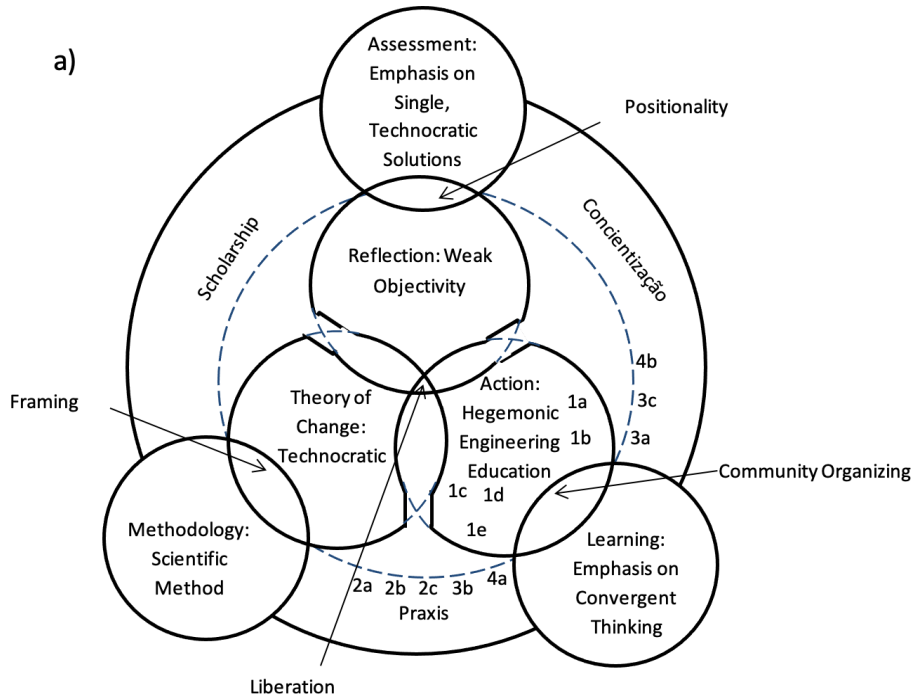 a)
Assessment:
Emphasis on
Single,
Technocratic
Solutions
Positionality
Scholarship
Concientização
Reflection: Weak
Objectivity
4b
3c
3a
Framing
Theory of
Change:
Technocratic
Action:
Hegemonic
Engineering
Education
1a
1b
1c
1d
1e
Community Organizing
Methodology:
Scientific
Method
Learning:
Emphasis on
Convergent
Thinking
2a
2b
2c
3b
4a
Praxis
Liberation